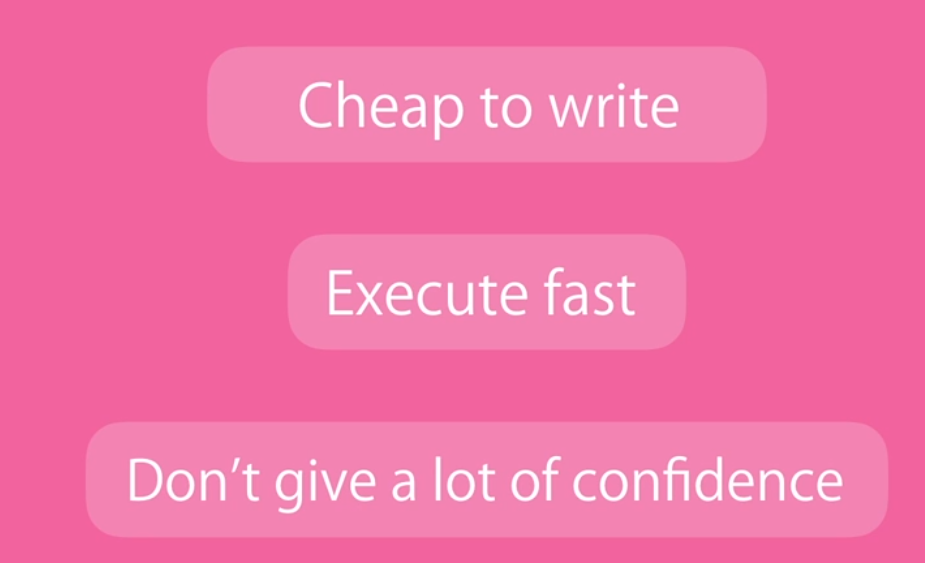 Cheap to write
Execute fast
Don’t give a lot of confidence